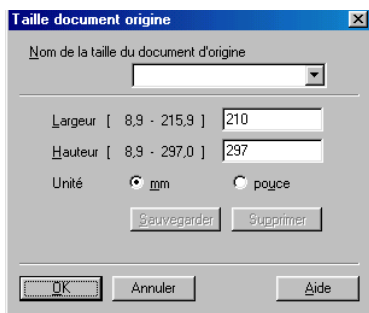 Taille document origine
Nom de la taille du document d'origine
Largeur [ 8,9 - 215,9 ] 210
Hauteur [ 8,9 - 297,0 ] 297
Unité mm pouce
Sauvegarder Supprimer
OK Annuler Aide